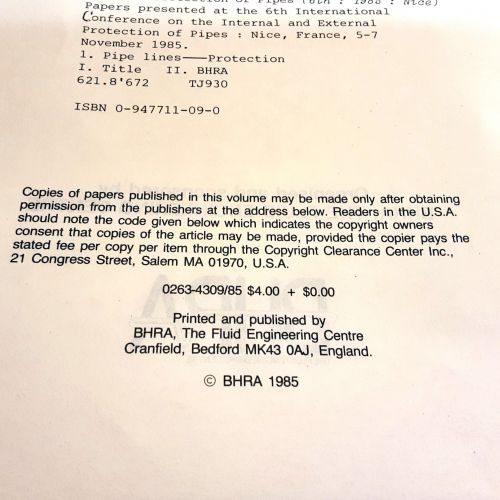 of Pipes (6th : 1985 : Nice)
Papers presented at the 6th International
Conference on the Internal and External
Protection of Pipes : Nice, France, 5-7
November 1985.
1. Pipe lines——Protection
I. Title II. BHRA
621.8'672 TJ930
ISBN 0-947711-09-0
Copies of papers published in this volume may be made only after obtaining
permission from the publishers at the address below. Readers in the U.S.A.
should note the code given below which indicates the copyright owners
consent that copies of the article may be made, provided the copier pays the
stated fee per copy per item through the Copyright Clearance Center Inc.,
21 Congress Street, Salem MA 01970, U.S.A.
0263-4309/85 $4.00 + $0.00
Printed and published by
BHRA, The Fluid Engineering Centre
Cranfield, Bedford MK43 0AJ, England.
© BHRA 1985